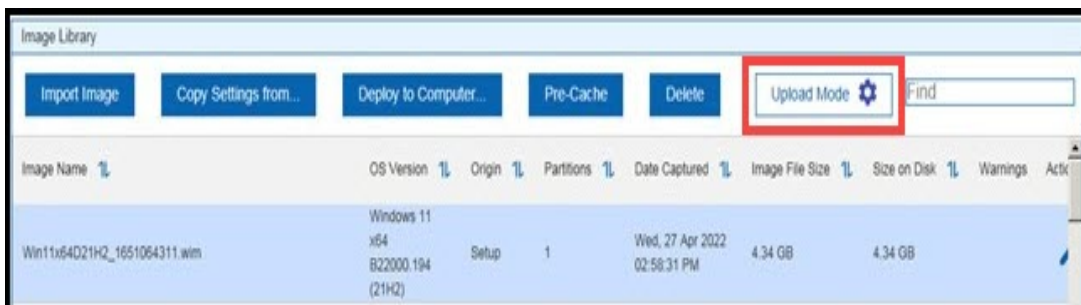 Image Library
Import Image Copy Settings from... Deploy to Computer... Pre-Cache Delete Upload Mode Find
Image Name OS Version Origin Partitions Date Captured Image File Size Size on Disk Warnings Actic
Windows 11
x64
Win11x64D21H2_1651064311.wim B22000.194 Setup 1 Wed, 27 Apr 2022 02:58:31 PM 4.34 GB 4.34 GB
(21H2)